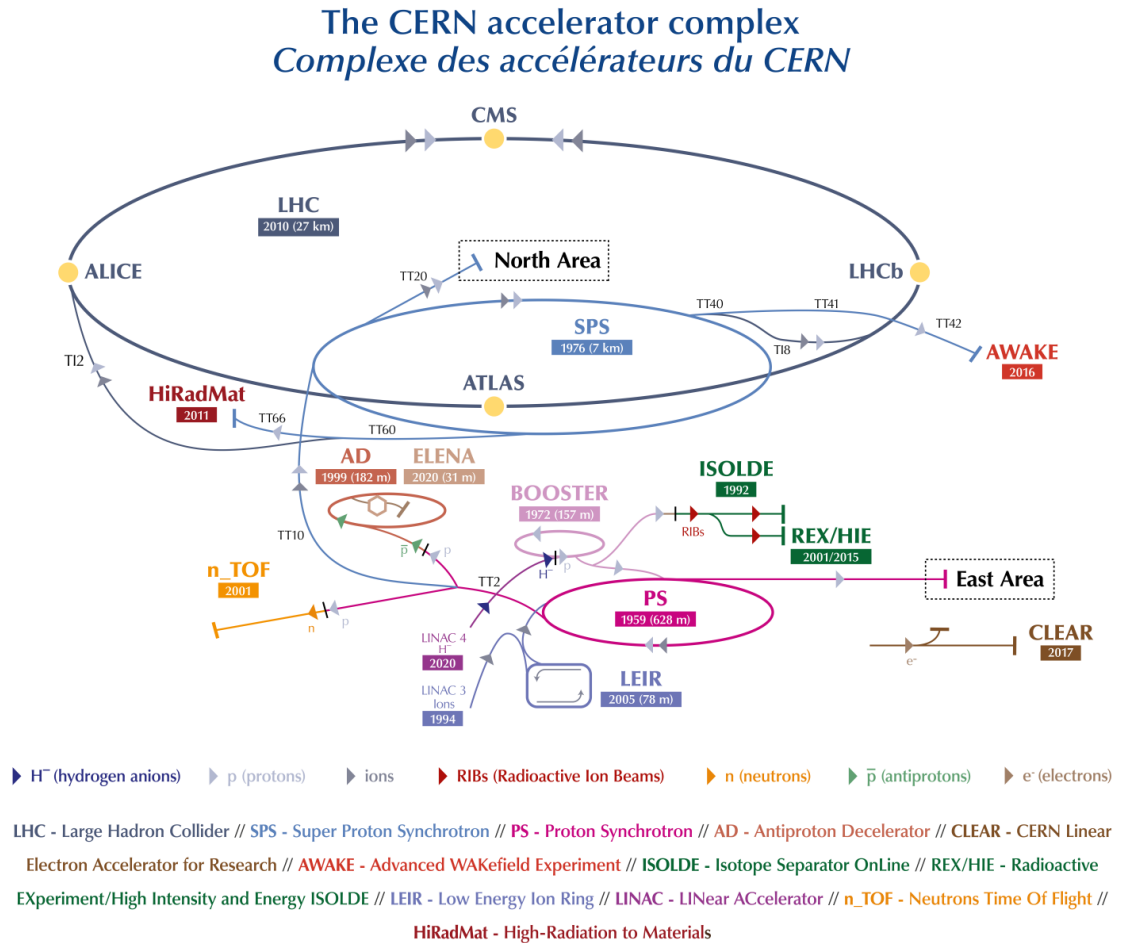 The CERN accelerator complex
Complexe des accélérateurs du CERN
CMS
LHC
2010 (27 km)
North Area
TT20
ALICE
LHCb
TT40
TT41
TT42
SPS
1976 (7 km)
TI8
AWAKE
2016
TI2
ATLAS
HiRadMat
2011
TT66
TT60
AD
1999 (182 m)
ELENA
2020 (31 m)
ISOLDE
1992
BOOSTER
1972 (157 m)
RIBs
REX/HIE
2001/2015
TT10
p̅
p
H⁻
p
TT2
n_TOF
2001
East Area
PS
1959 (628 m)
n
p
LINAC 4
H⁻
2020
CLEAR
2017
e-
LEIR
2005 (78 m)
LINAC 3
Ions
1994
H⁻ (hydrogen anions)
p (protons)
ions
RIBs (Radioactive Ion Beams)
n (neutrons)
p̅ (antiprotons)
e- (electrons)
LHC - Large Hadron Collider // SPS - Super Proton Synchrotron // PS - Proton Synchrotron // AD - Antiproton Decelerator // CLEAR - CERN Linear
Electron Accelerator for Research // AWAKE - Advanced WAKefield Experiment // ISOLDE - Isotope Separator OnLine // REX/HIE - Radioactive
EXperiment/High Intensity and Energy ISOLDE // LEIR - Low Energy Ion Ring // LINAC - LINear ACcelerator // n_TOF - Neutrons Time Of Flight //
HiRadMat - High-Radiation to Materials